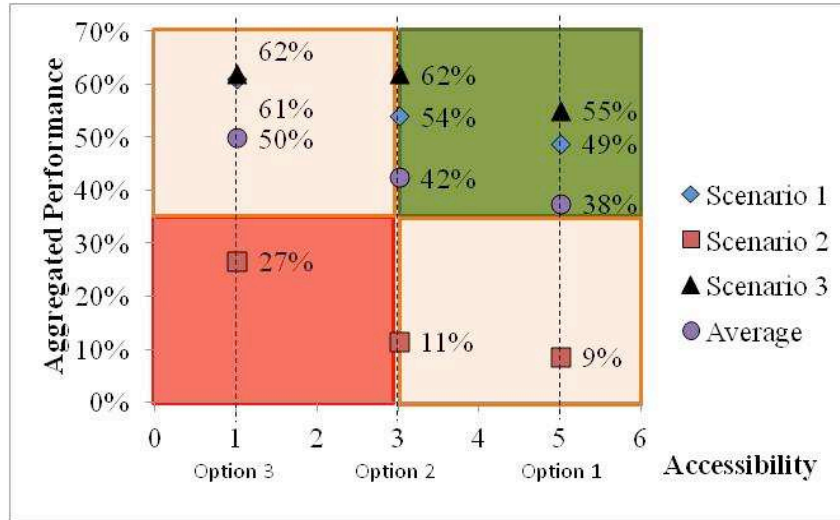 Aggregated Performance
70%
60%
50%
40%
30%
20%
10%
0%
62%
61%
50%
27%
62%
54%
42%
11%
55%
49%
38%
9%
0 1 2 3 4 5 6
Option 3 Option 2 Option 1
Accessibility
Scenario 1
Scenario 2
Scenario 3
Average